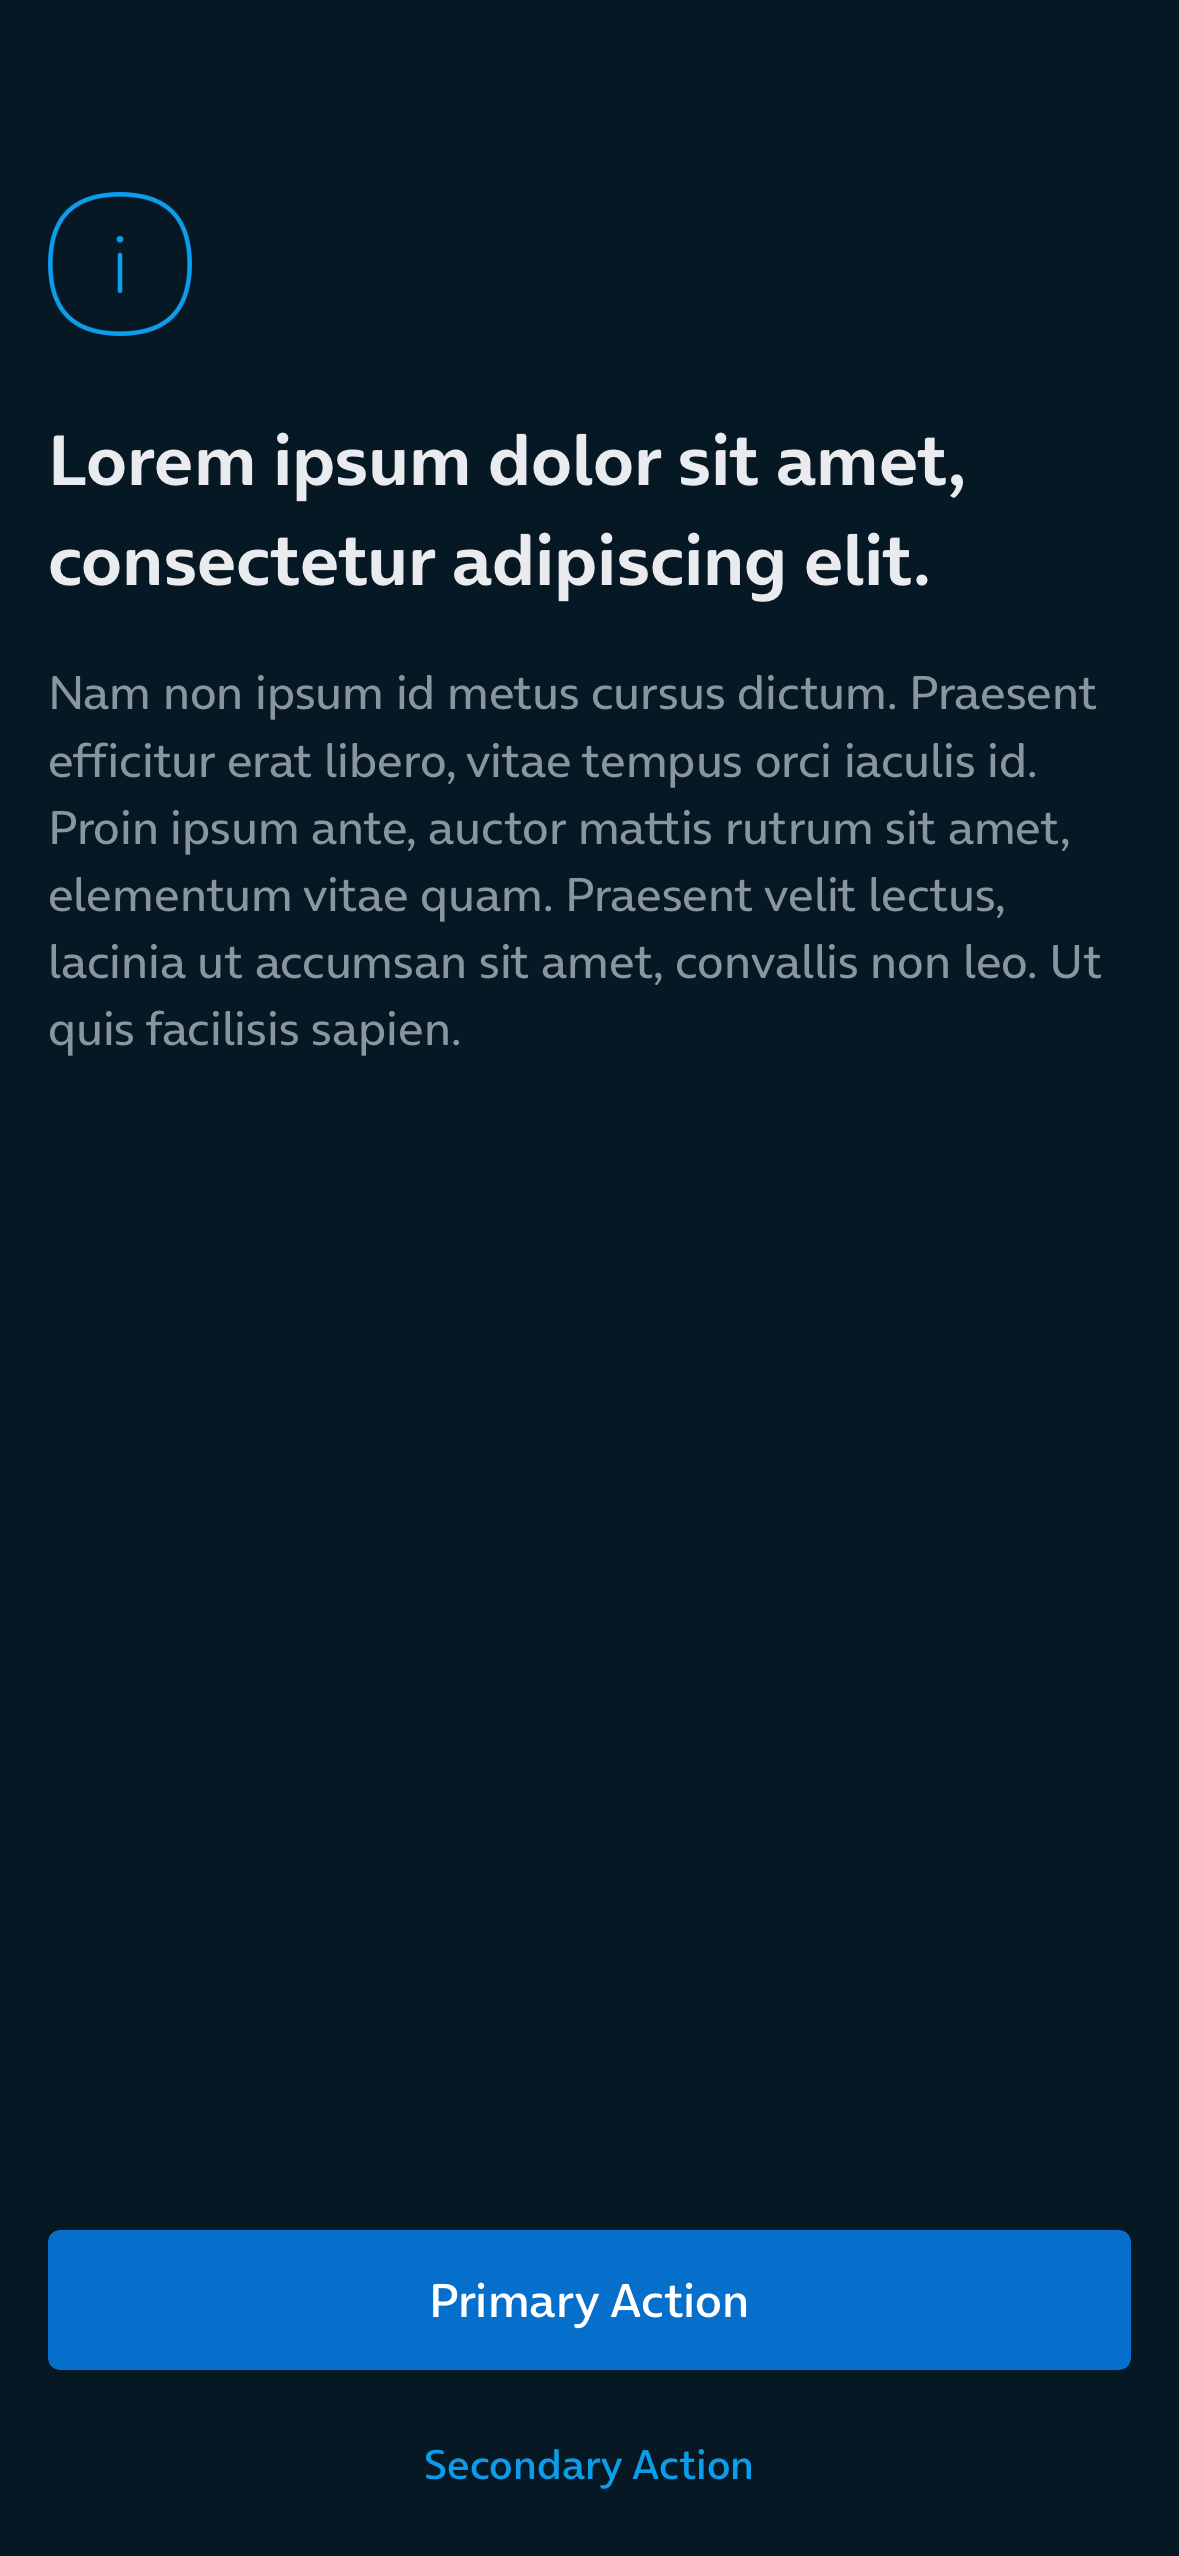 Lorem ipsum dolor sit amet,
consectetur adipiscing elit.
Nam non ipsum id metus cursus dictum. Praesent
efficitur erat libero, vitae tempus orci iaculis id.
Proin ipsum ante, auctor mattis rutrum sit amet,
elementum vitae quam. Praesent velit lectus,
lacinia ut accumsan sit amet, convallis non leo. Ut
quis facilisis sapien.
Primary Action
Secondary Action